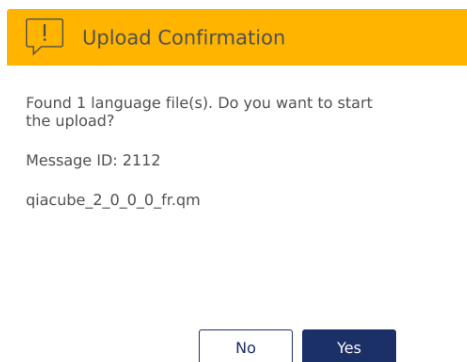 Upload Confirmation
Found 1 language file(s). Do you want to start
the upload?
Message ID: 2112
qiacube_2_0_0_0_fr.qm
No
Yes